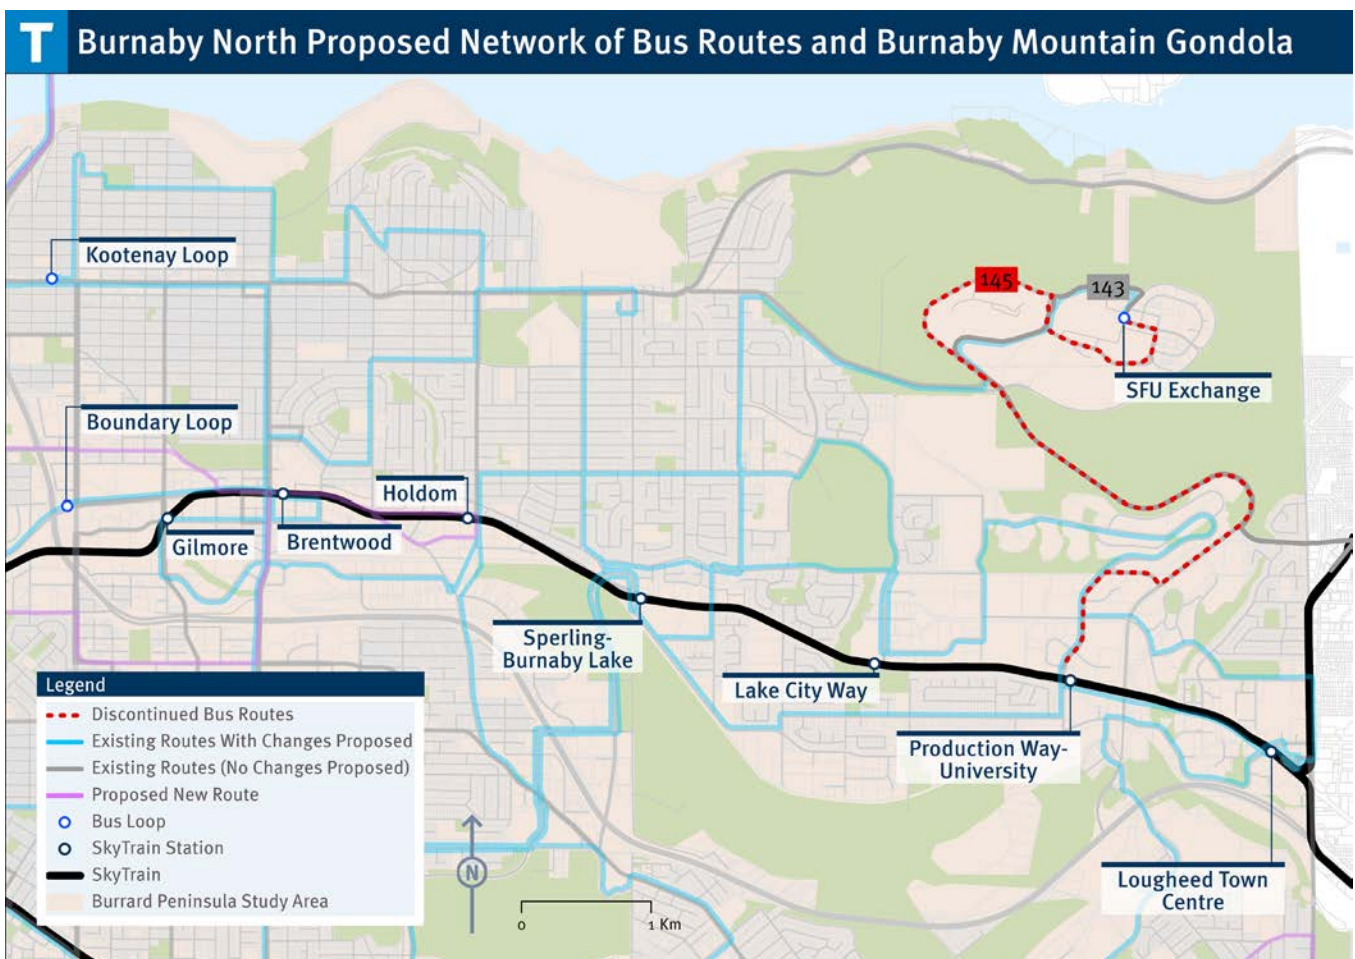 T
Burnaby North Proposed Network of Bus Routes and Burnaby Mountain Gondola
Kootenay Loop
145
143
SFU Exchange
Boundary Loop
Holdom
Gilmore
Brentwood
Sperling-
Burnaby Lake
Lake City Way
Production Way-
University
Lougheed Town
Centre
Legend
Discontinued Bus Routes
Existing Routes With Changes Proposed
Existing Routes (No Changes Proposed)
Proposed New Route
Bus Loop
SkyTrain Station
SkyTrain
Burrard Peninsula Study Area
N
0
1 Km